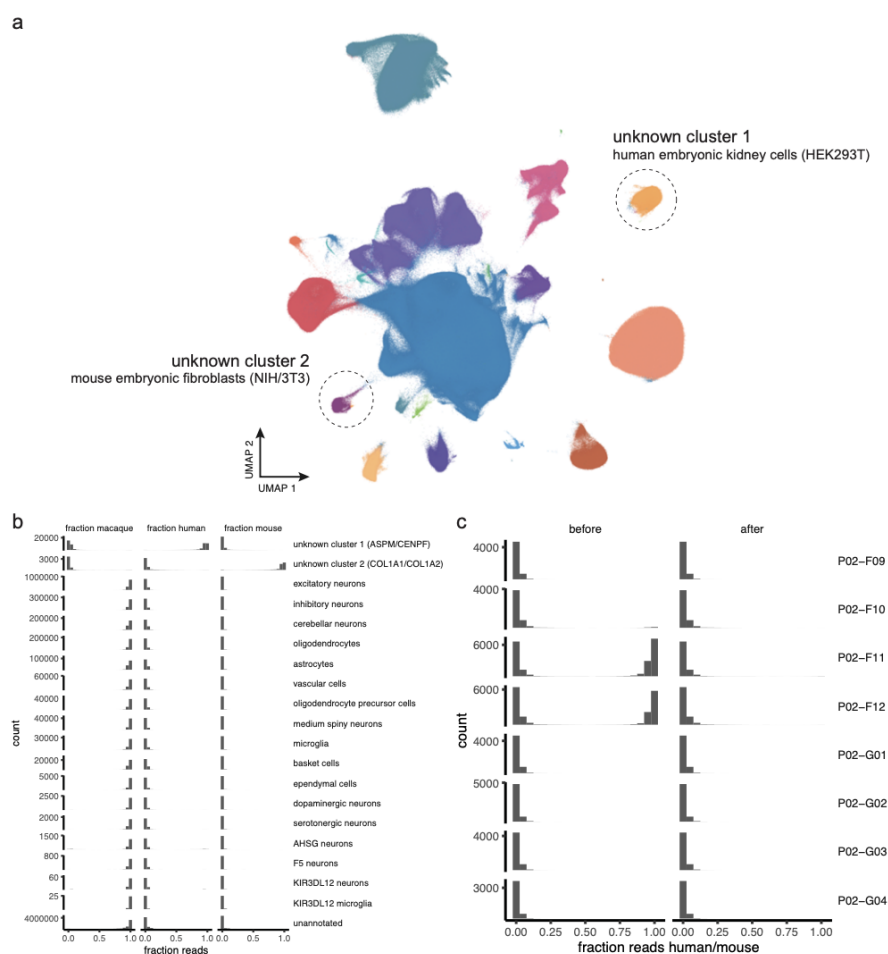 a
unknown cluster 1
human embryonic kidney cells (HEK293T)
unknown cluster 2
mouse embryonic fibroblasts (NIH/3T3)
UMAP 2
UMAP 1
b
fraction macaque
fraction human
fraction mouse
20000
unknown cluster 1 (ASPM/CENPF)
3000
unknown cluster 2 (COL1A1/COL1A2)
1000000
excitatory neurons
300000
inhibitory neurons
200000
cerebellar neurons
200000
oligodendrocytes
100000
astrocytes
60000
vascular cells
40000
oligodendrocyte precursor cells
40000
medium spiny neurons
30000
microglia
20000
basket cells
5000
ependymal cells
2500
dopaminergic neurons
2000
serotonergic neurons
1500
AHSG neurons
800
F5 neurons
60
KIR3DL12 neurons
25
KIR3DL12 microglia
4000000
unannotated
count
0.0 0.5 1.0 0.0 0.5 1.0 0.0 0.5 1.0
fraction reads
c
before
after
4000
P02-F09
4000
P02-F10
6000
P02-F11
6000
P02-F12
4000
P02-G01
5000
P02-G02
4000
P02-G03
3000
P02-G04
count
0.00 0.25 0.50 0.75 1.00 0.00 0.25 0.50 0.75 1.00
fraction reads human/mouse